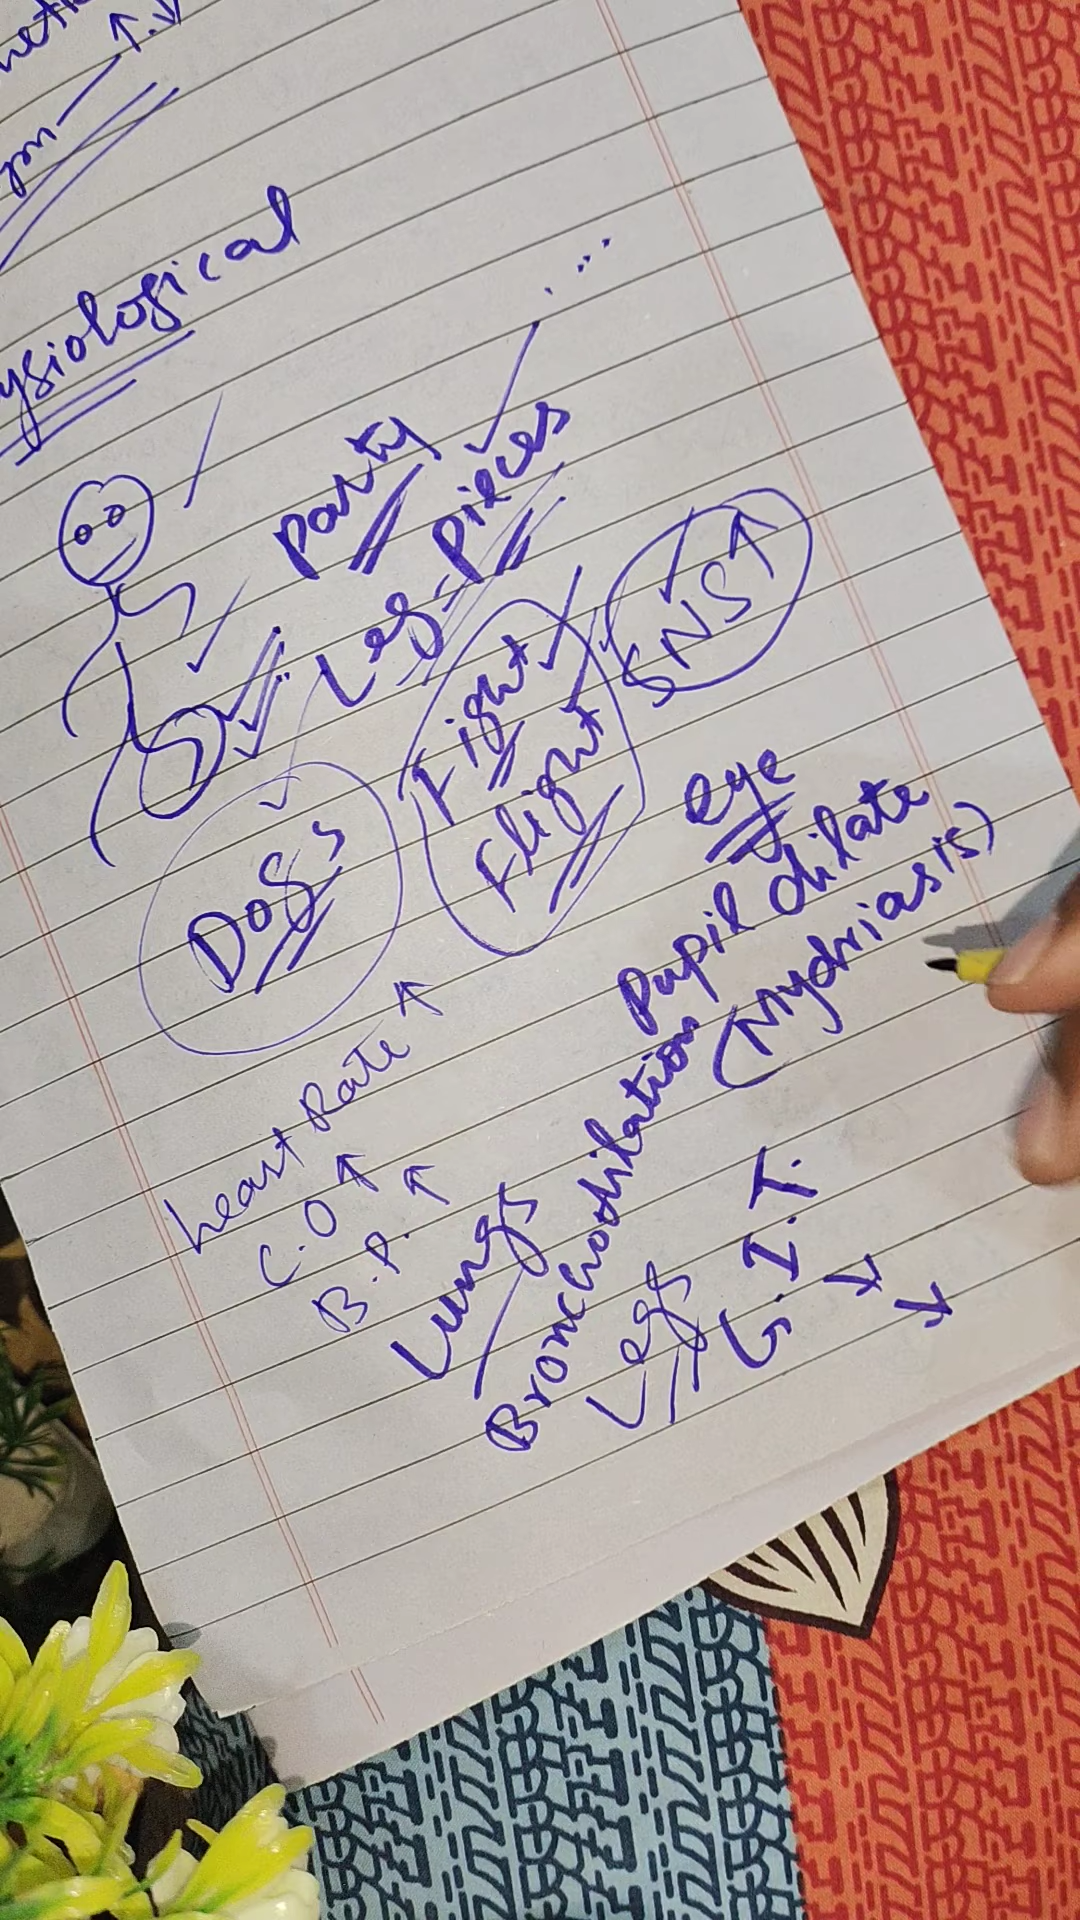 ysiological
Party
Leg-Pieces
Fight
Flight
SNS↑
Dogs
heart Rate ↑
C.O ↑
B.P. ↑
eye
Pupil dilate
(Mydriasis)
Lungs
Bronchodilation
Legs
G.I.T.